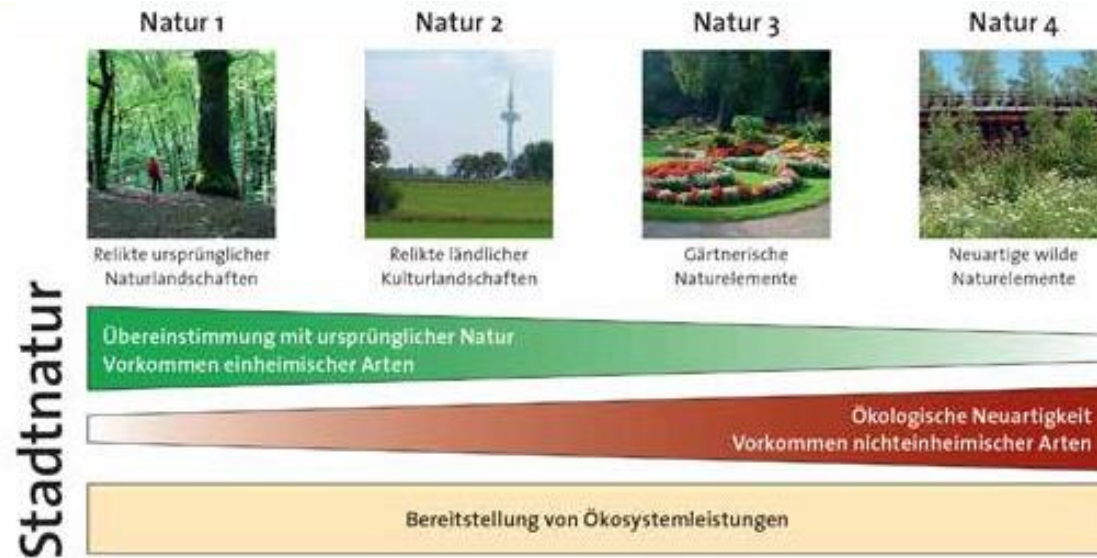 Natur 1
Natur 2
Natur 3
Natur 4
Relikte ursprünglicher
Naturlandschaften
Relikte ländlicher
Kulturlandschaften
Gärtnerische
Naturelemente
Neuartige wilde
Naturelemente
Stadtnatur
Übereinstimmung mit ursprünglicher Natur
Vorkommen einheimischer Arten
Ökologische Neuartigkeit
Vorkommen nichteinheimischer Arten
Bereitstellung von Ökosystemleistungen